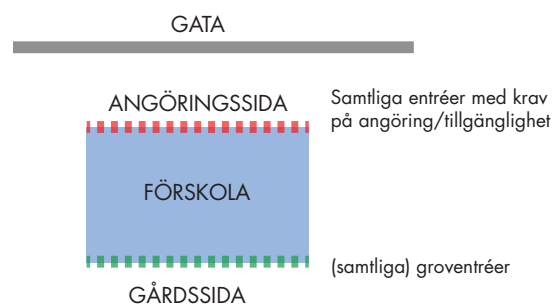 GATA
ANGÖRINGSSIDA
Samtliga entréer med krav
på angöring/tillgänglighet
FÖRSKOLA
(samtliga) groventréer
GÅRDSSIDA